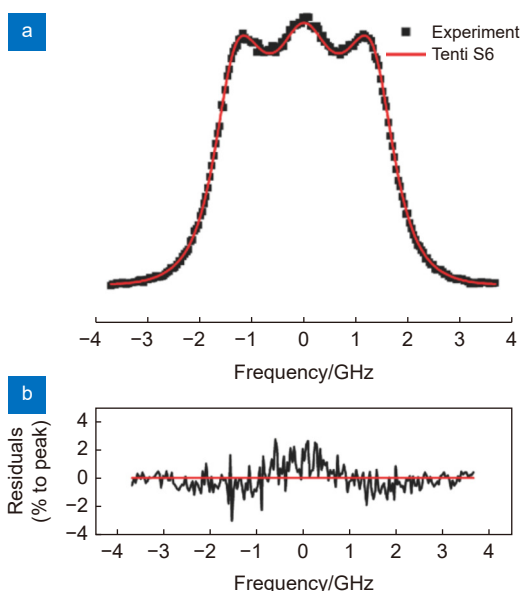 a
Experiment
Tenti S6
−4 −3 −2 −1 0 1 2 3 4
Frequency/GHz
b
Residuals
(% to peak)
4
2
0
−2
−4
−4 −3 −2 −1 0 1 2 3 4
Frequency/GHz